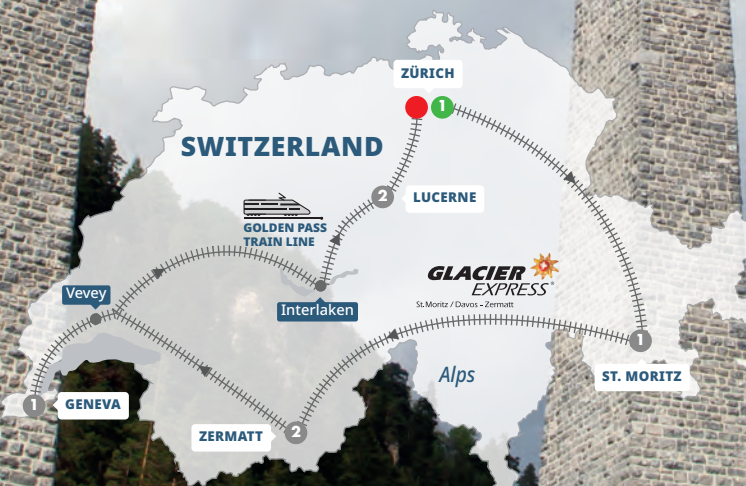 ZÜRICH
1
SWITZERLAND
2
LUCERNE
GOLDEN PASS
TRAIN LINE
GLACIER
EXPRESS®
St.Moritz / Davos - Zermatt
Vevey
Interlaken
1
ST. MORITZ
Alps
1
GENEVA
ZERMATT
2